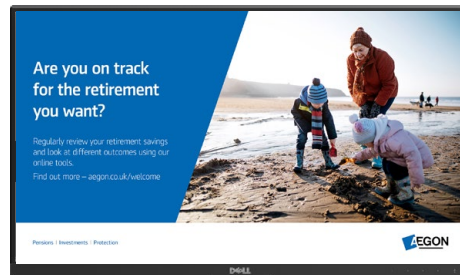 Are you on track
for the retirement
you want?
Regularly review your retirement savings
and look at different outcomes using our
online tools.
Find out more – aegon.co.uk/welcome
Pensions | Investments | Protection
AEGON
DELL